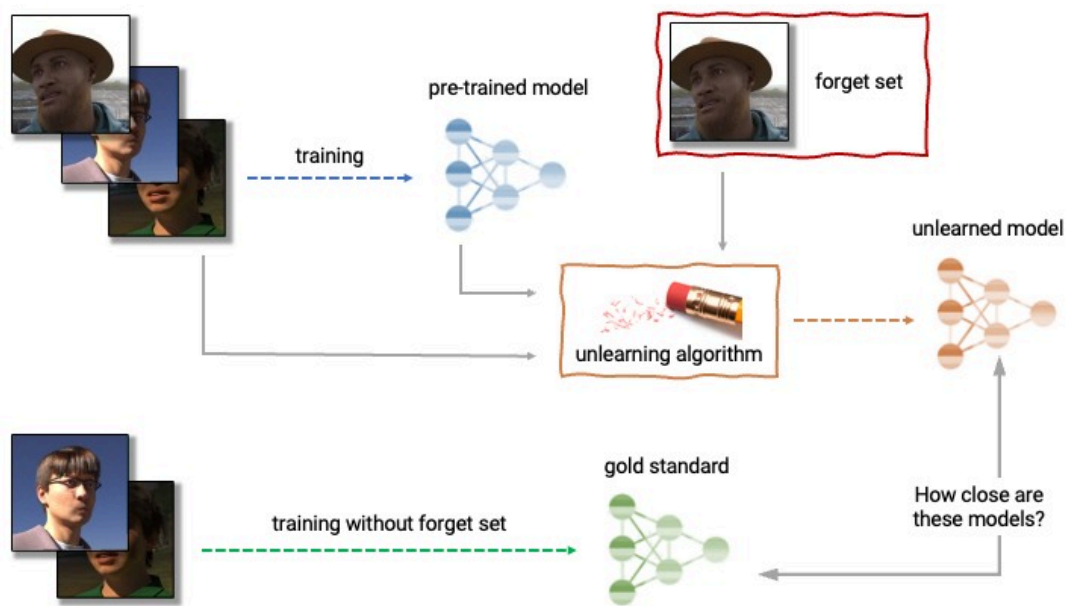 pre-trained model
forget set
training
unlearned model
unlearning algorithm
gold standard
How close are
these models?
training without forget set